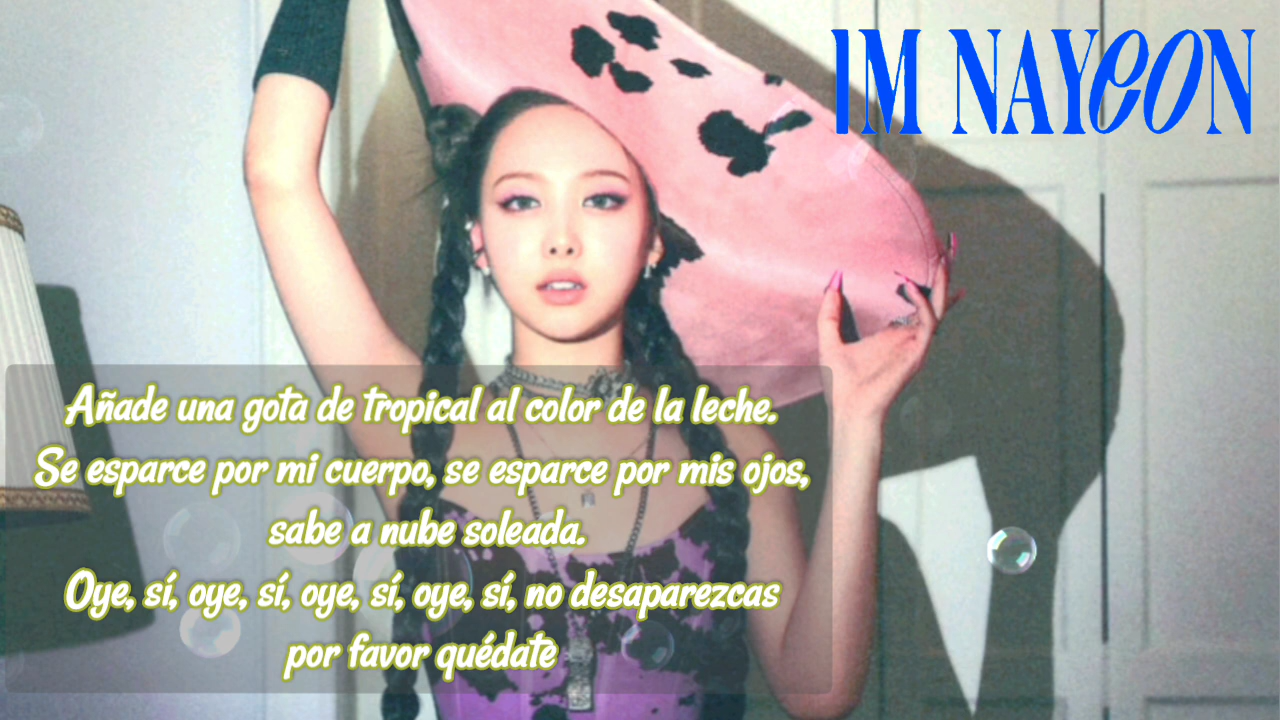 IM NAYEON
Añade una gota de tropical al color de la leche.
Se esparce por mi cuerpo, se esparce por mis ojos,
sabe a nube soleada.
Oye, sí, oye, sí, oye, sí, oye, sí, no desaparezcas
por favor quédate